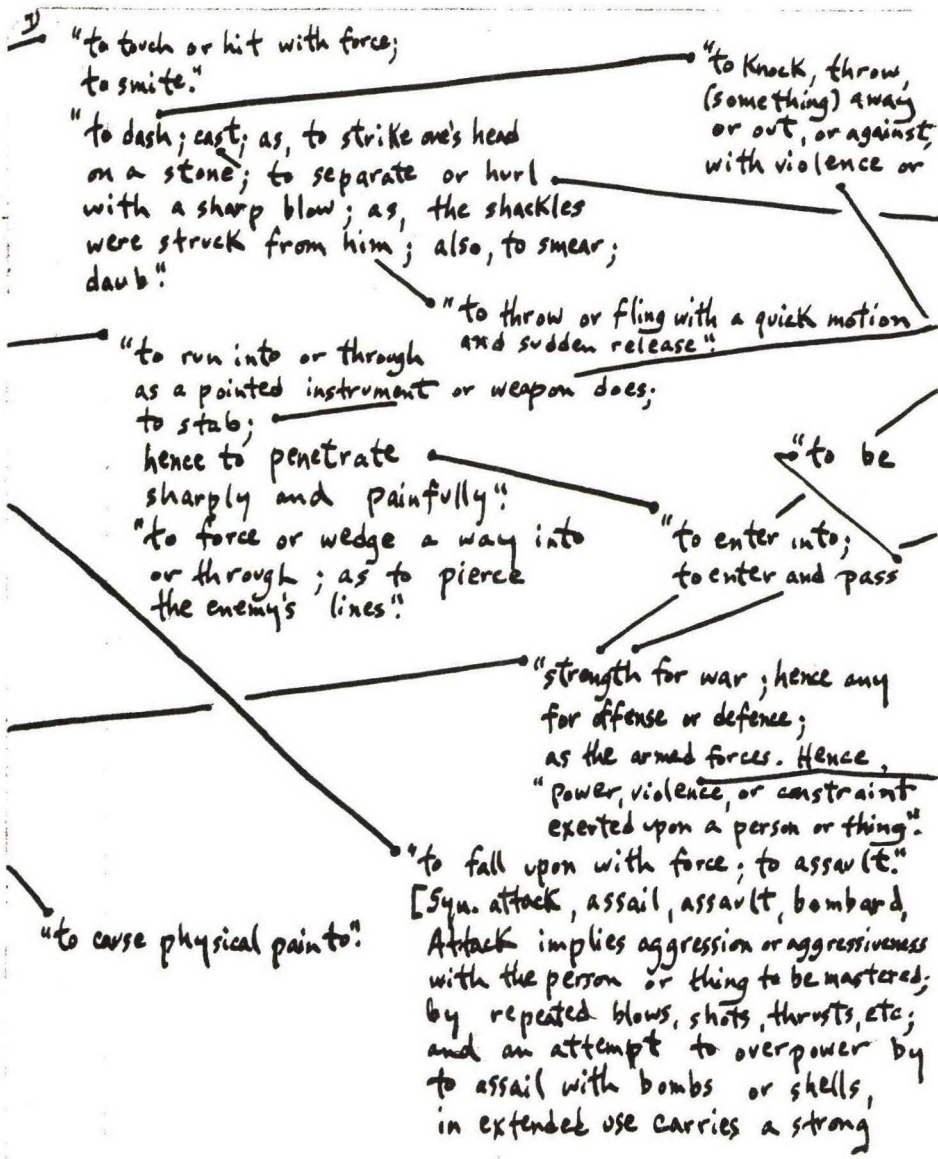 "to touch or hit with force;
to smite."
"to dash; cast; as, to strike one's head
on a stone; to separate or hurl
with a sharp blow; as, the shackles
were struck from him; also, to smear;
daub."
"to knock, throw,
(something) away
or out, or against,
with violence or
"to throw or fling with a quick motion
and sudden release".
"to run into or through
as a pointed instrument or weapon does;
to stab;
hence to penetrate
sharply and painfully".
"to force or wedge a way into
or through; as to pierce
the enemy's lines".
"to be
"to enter into;
to enter and pass
"strength for war; hence any
for offense or defence;
as the armed forces. Hence,
"power, violence, or constraint
exerted upon a person or thing".
"to fall upon with force; to assault."
[Syn. attack, assail, assault, bombard,
Attack implies aggression or aggressiveness
with the person or thing to be mastered;
by repeated blows, shots, thrusts, etc;
and an attempt to overpower by
to assail with bombs or shells,
in extended use carries a strong
"to cause physical pain to".